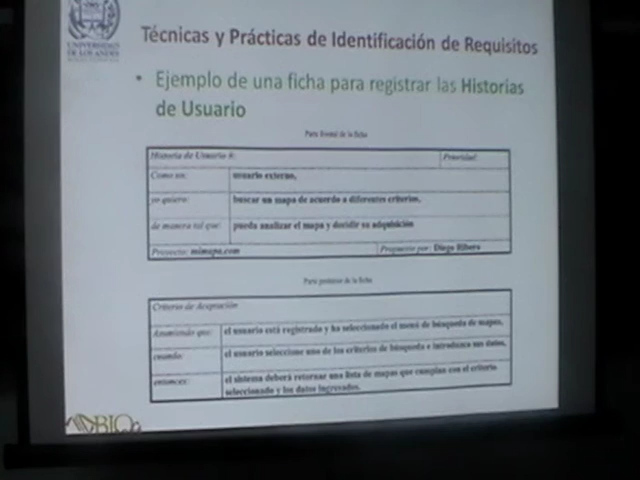 UNIVERSIDAD
DE LOS ANDES
Técnicas y Prácticas de Identificación de Requisitos
• Ejemplo de una ficha para registrar las Historias
de Usuario
Parte frontal de la ficha
Historia de Usuario #: Prioridad:
Como un: usuario externo,
yo quiero: buscar un mapa de acuerdo a diferentes criterios,
de manera tal que: pueda analizar el mapa y decidir su adquisición
Proyecto: mimapa.com Propuesto por: Diego Ribero
Parte posterior de la ficha
Criterio de Aceptación
Asumiendo que: el usuario está registrado y ha seleccionado el menú de búsqueda de mapas,
cuando: el usuario seleccione uno de los criterios de búsqueda e introduzca sus datos,
entonces: el sistema deberá retornar una lista de mapas que cumplan con el criterio
seleccionado y los datos ingresados.